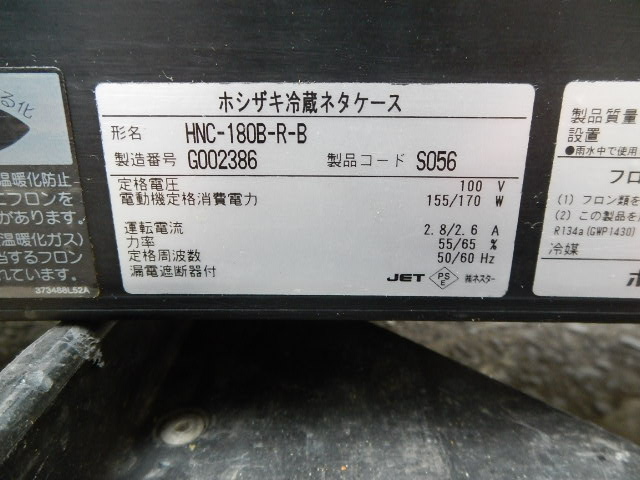 る化
温暖化防止
フロンを
があります。
温暖化ガス)
当するフロン
れています。
373468L52A
ホシザキ冷蔵ネタケース
形名 HNC-180B-R-B
製造番号 G002386 製品コード S056
定格電圧 100 V
電動機定格消費電力 155/170 W
運転電流 2.8/2.6 A
力率 55/65 %
定格周波数 50/60 Hz
漏電遮断器付
JET PSE ㈱ネスター
製品質量
設置
●雨水中で使用
フロ
(1) フロン類を
(2) この製品を
R134a(GWP1430)
冷媒
ホ